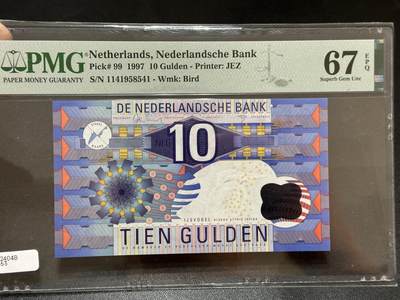 PMG
PAPER MONEY GUARANTY
Netherlands, Nederlandsche Bank
Pick# 99 1997 10 Gulden - Printer: JEZ
S/N 1141958541 - Wmk: Bird
67 EPQ
Superb Gem Unc
DE NEDERLANDSCHE BANK
10
IJSVOGEL
TIEN GULDEN